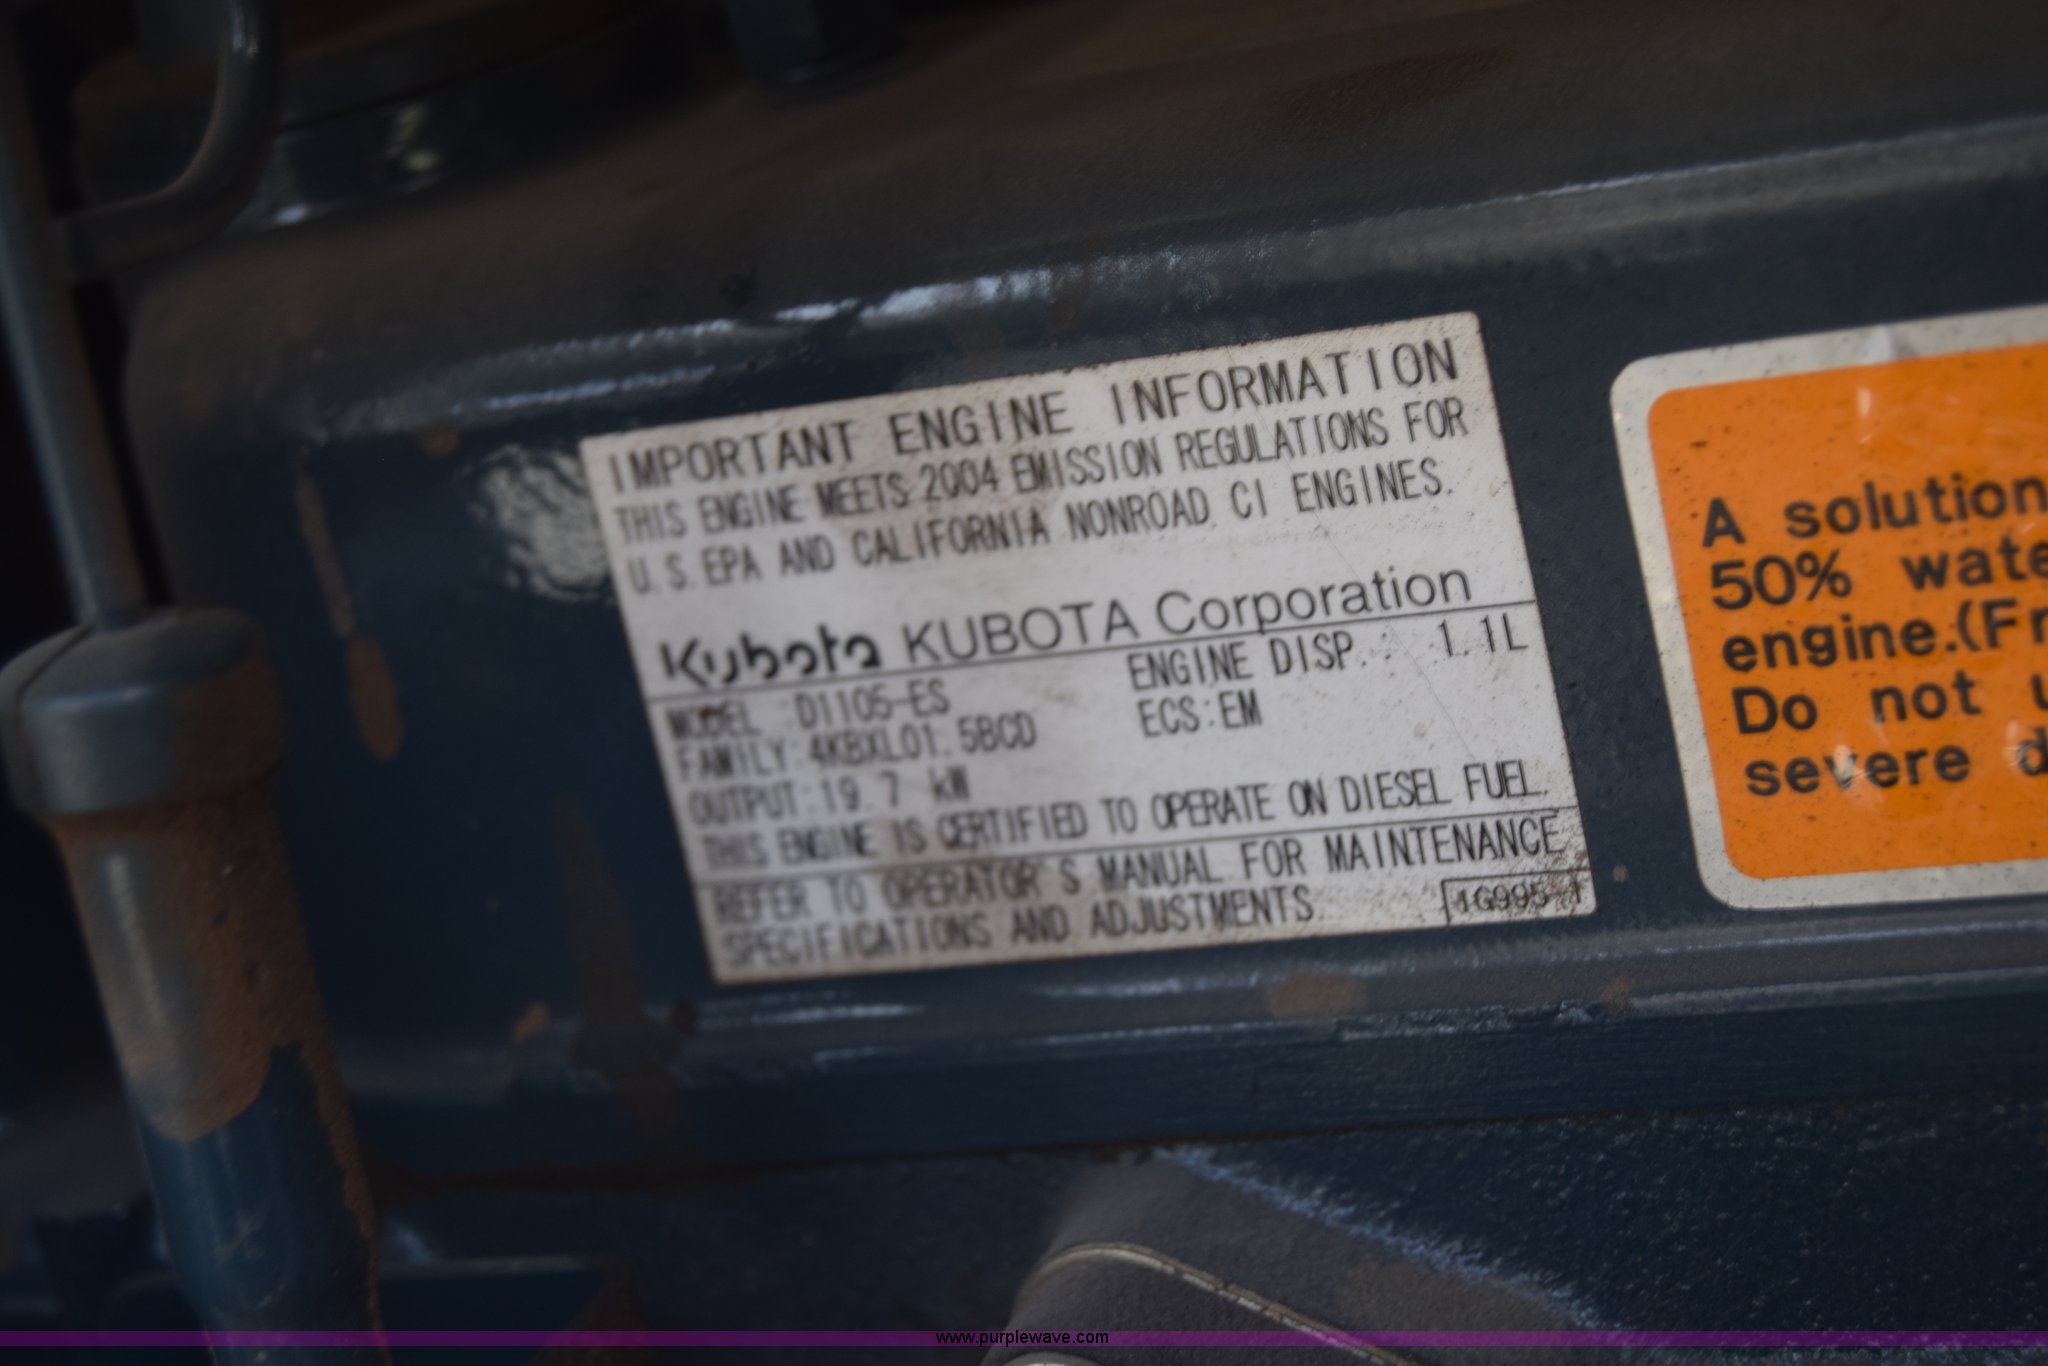 IMPORTANT ENGINE INFORMATION
THIS ENGINE MEETS 2004 EMISSION REGULATIONS FOR
U.S.EPA AND CALIFORNIA NONROAD CI ENGINES.
Kubota KUBOTA Corporation
MODEL :D1105-ES ENGINE DISP.: 1.1L
FAMILY:4KBXL01.5BCD ECS:EM
OUTPUT:19.7 kW
THIS ENGINE IS CERTIFIED TO OPERATE ON DIESEL FUEL.
REFER TO OPERATOR'S MANUAL FOR MAINTENANCE
SPECIFICATIONS AND ADJUSTMENTS.
1G995-1
A solution
50% wate
engine.(Fr
Do not u
severe d
www.purplewave.com